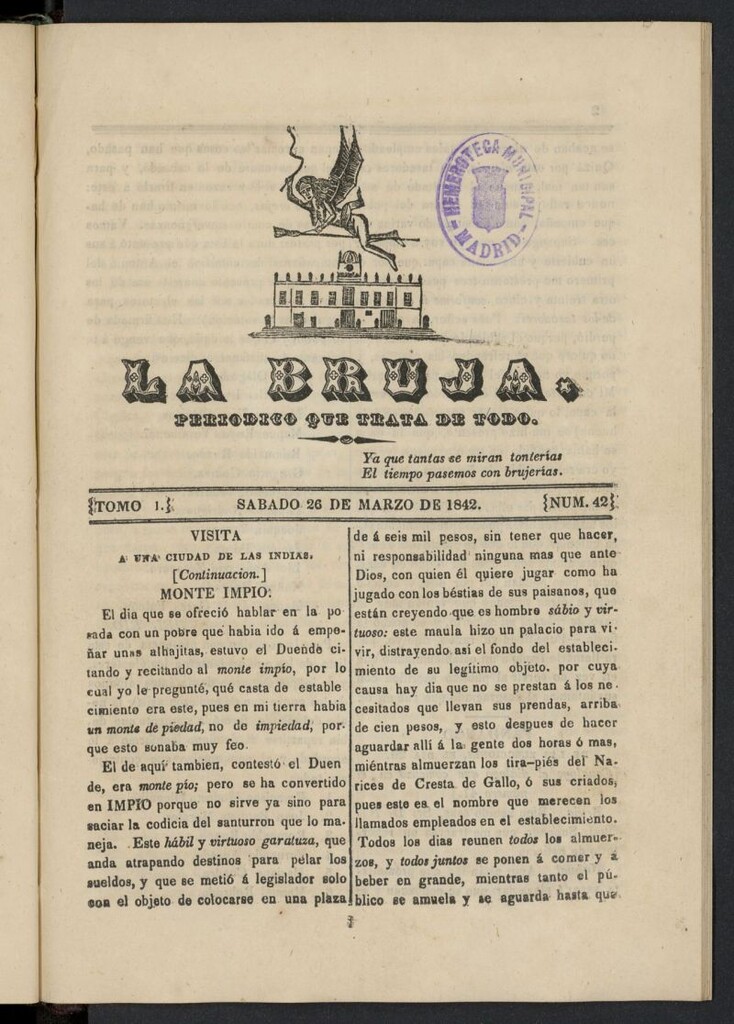 HEMEROTECA MUNICIPAL
- MADRID. -
LA BRUJA.
PERIODICO QUE TRATA DE TODO.
Ya que tantas se miran tonterías
El tiempo pasemos con brujerías.
TOMO 1.
SABADO 26 DE MARZO DE 1842.
NUM. 42
VISITA
A UNA CIUDAD DE LAS INDIAS.
[Continuacion.]
MONTE IMPIO.
El dia que se ofreció hablar en la po
sada con un pobre que habia ido á empe-
ñar unas alhajitas, estuvo el Duende ci-
tando y recitando al monte impío, por lo
cual yo le pregunté, qué casta de estable
cimiento era este, pues en mi tierra habia
un monte de piedad, no de impiedad, por-
que esto sonaba muy feo.
El de aquí tambien, contestó el Duen
de, era monte pío; pero se ha convertido
en IMPIO porque no sirve ya sino para
saciar la codicia del santurron que lo ma-
neja. Este hábil y virtuoso garatuza, que
anda atrapando destinos para pelar los
sueldos, y que se metió á legislador solo
con el objeto de colocarse en una plaza
de á seis mil pesos, sin tener que hacer,
ni responsabilidad ninguna mas que ante
Dios, con quien él quiere jugar como ha
jugado con los béstias de sus paisanos, que
están creyendo que es hombre sábio y vir-
tuoso: este maula hizo un palacio para vi-
vir, distrayendo así el fondo del estableci-
miento de su legítimo objeto. por cuya
causa hay dia que no se prestan á los ne-
cesitados que llevan sus prendas, arriba
de cien pesos, y esto despues de hacer
aguardar allí á la gente dos horas ó mas,
miéntras almuerzan los tira-piés del Na-
rices de Cresta de Gallo, ó sus criados,
pues este es el nombre que merecen los
llamados empleados en el establecimiento.
Todos los dias reunen todos los almuer-
zos, y todos juntos se ponen á comer y á
beber en grande, mientras tanto el pú-
blico se amuela y se aguarda hasta que